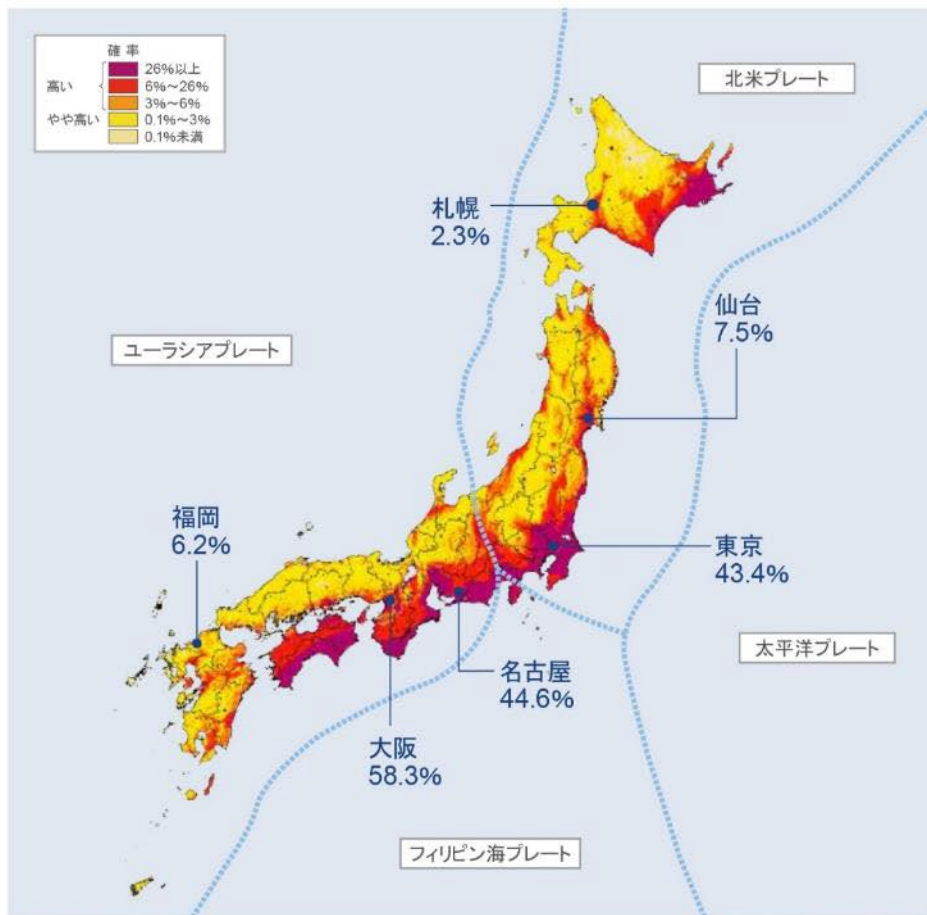 確 率
高い
26%以上
6%~26%
3%~6%
やや高い
0.1%~3%
0.1%未満
北米プレート
札幌
2.3%
仙台
7.5%
ユーラシアプレート
福岡
6.2%
東京
43.4%
太平洋プレート
名古屋
44.6%
大阪
58.3%
フィリピン海プレート